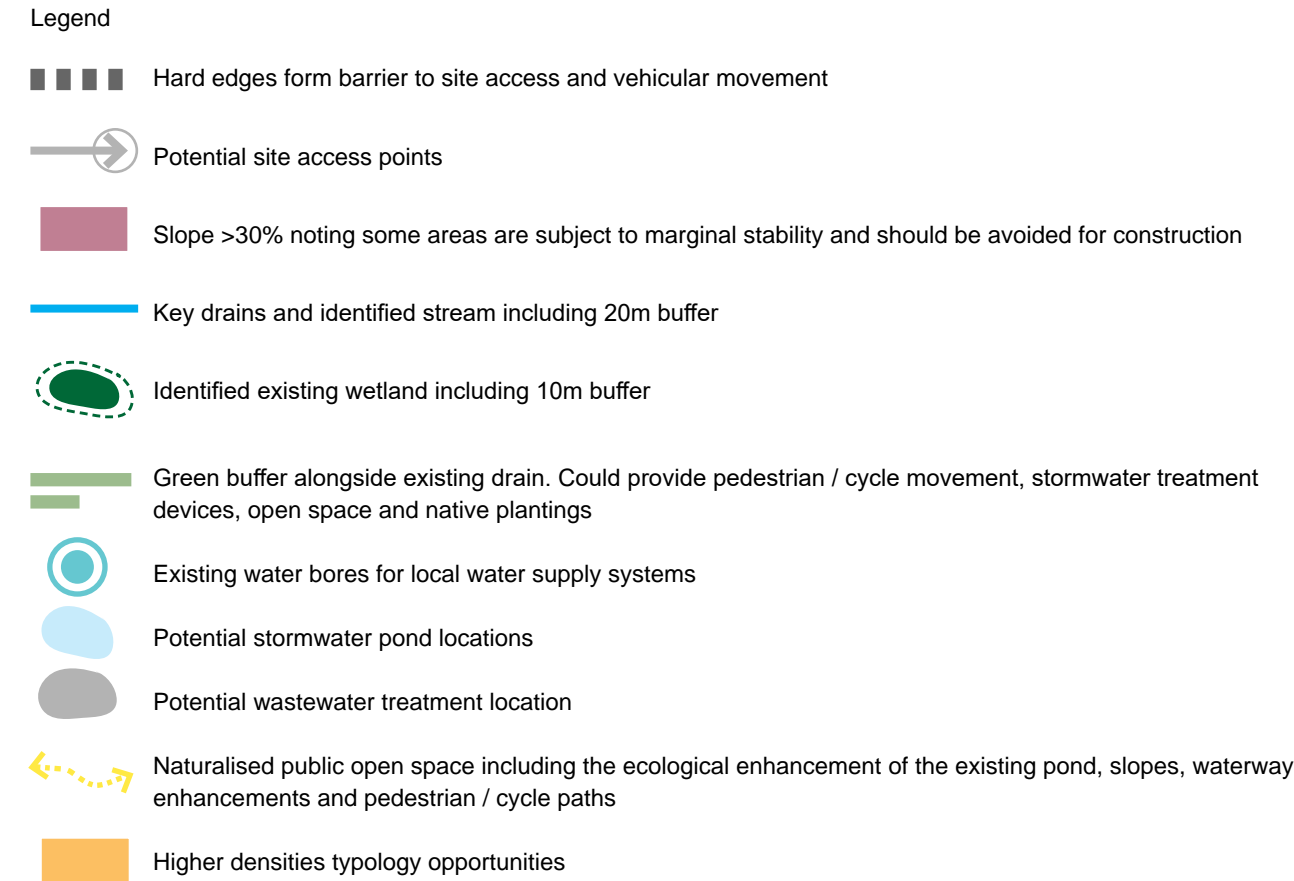 Legend
Hard edges form barrier to site access and vehicular movement
Potential site access points
Slope >30% noting some areas are subject to marginal stability and should be avoided for construction
Key drains and identified stream including 20m buffer
Identified existing wetland including 10m buffer
Green buffer alongside existing drain. Could provide pedestrian / cycle movement, stormwater treatment
devices, open space and native plantings
Existing water bores for local water supply systems
Potential stormwater pond locations
Potential wastewater treatment location
Naturalised public open space including the ecological enhancement of the existing pond, slopes, waterway
enhancements and pedestrian / cycle paths
Higher densities typology opportunities